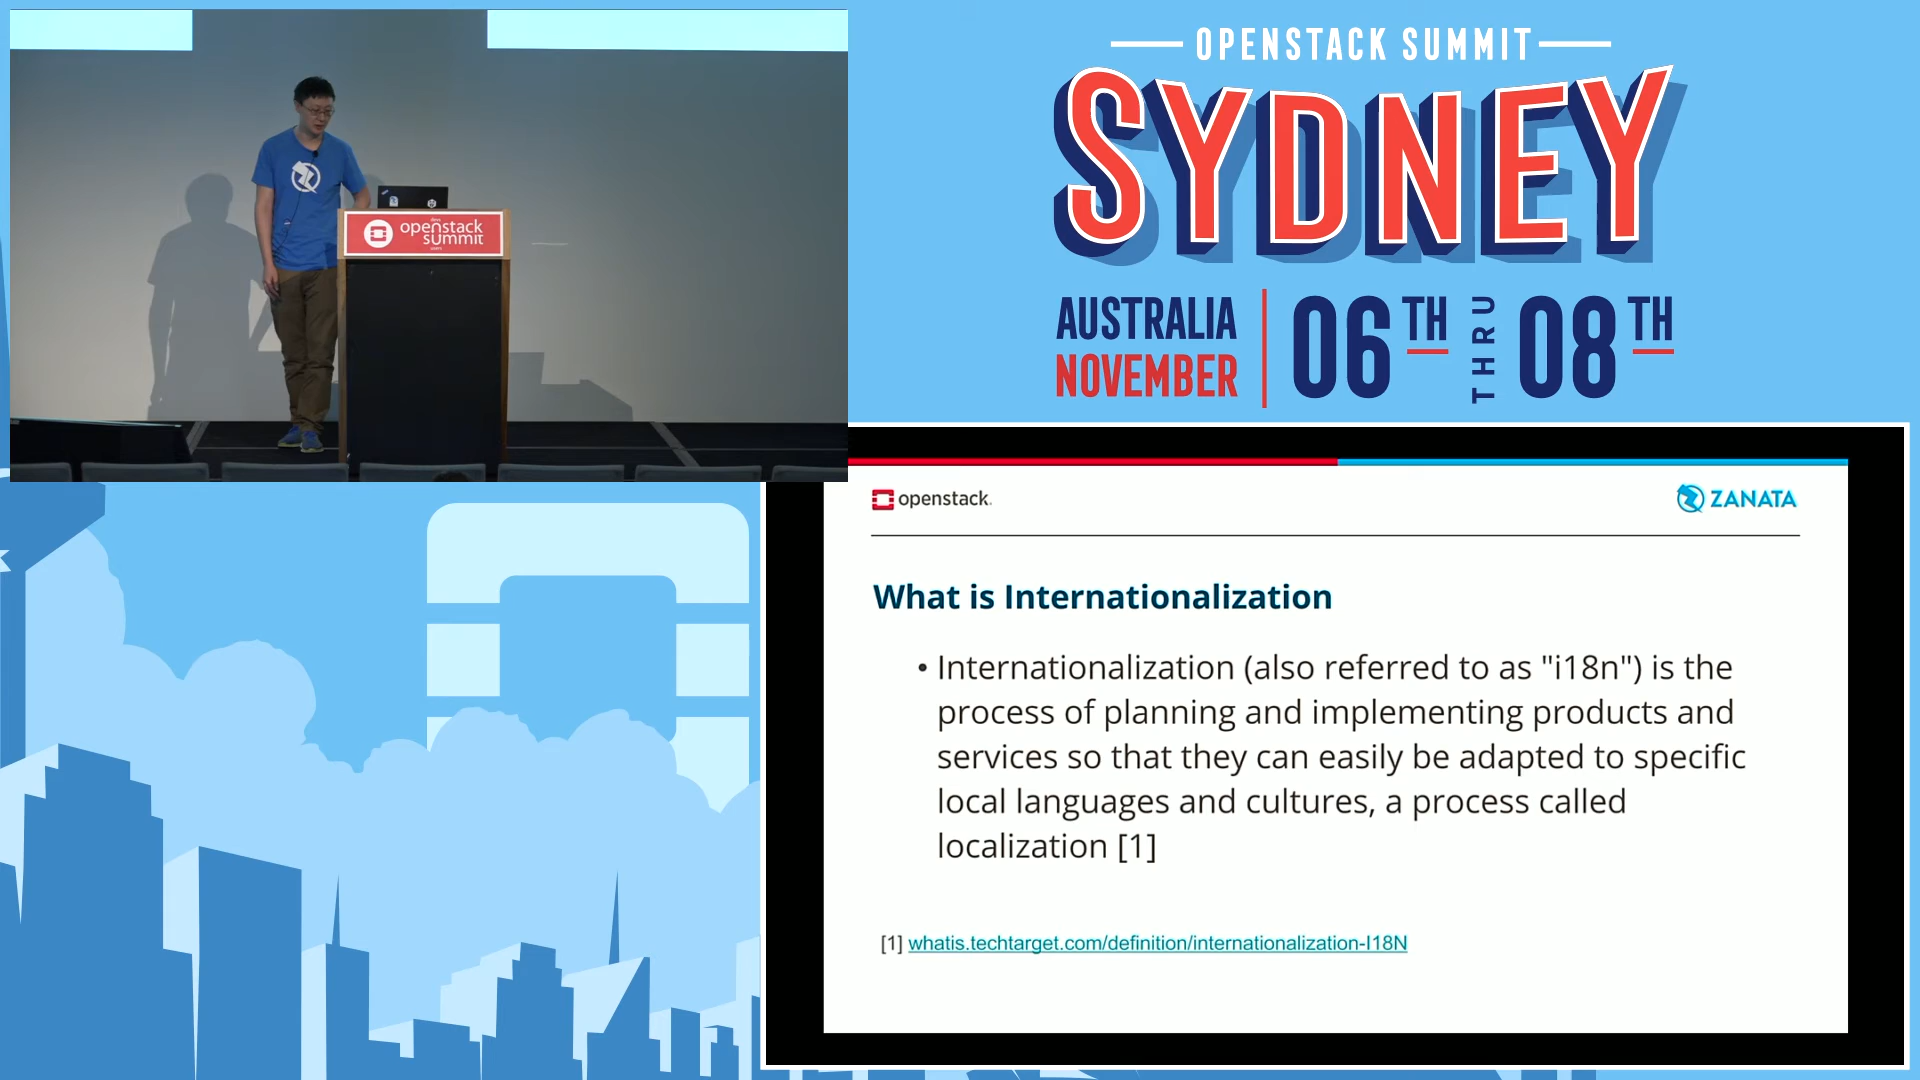 OPENSTACK SUMMIT
SYDNEY
AUSTRALIA
NOVEMBER
06TH THRU 08TH
openstack
summit
openstack.
ZANATA
What is Internationalization
• Internationalization (also referred to as "i18n") is the
process of planning and implementing products and
services so that they can easily be adapted to specific
local languages and cultures, a process called
localization [1]
[1] whatis.techtarget.com/definition/internationalization-I18N